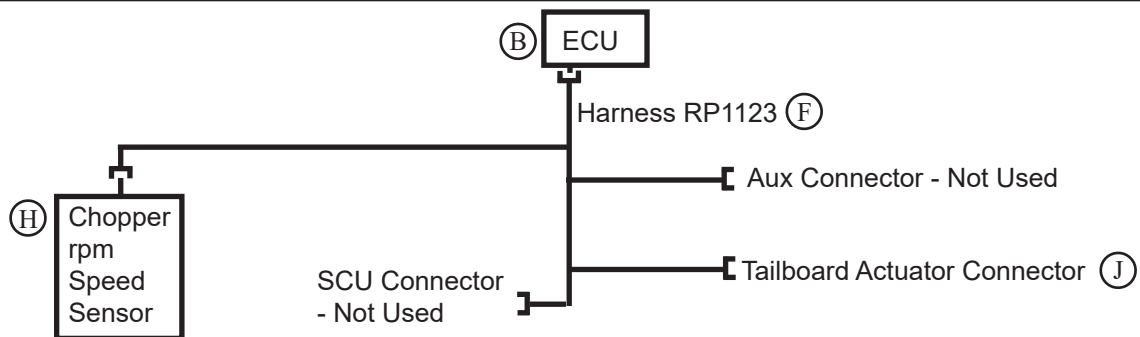 B ECU
Harness RP1123 F
Aux Connector - Not Used
H Chopper
rpm
Speed
Sensor
Tailboard Actuator Connector J
SCU Connector
- Not Used